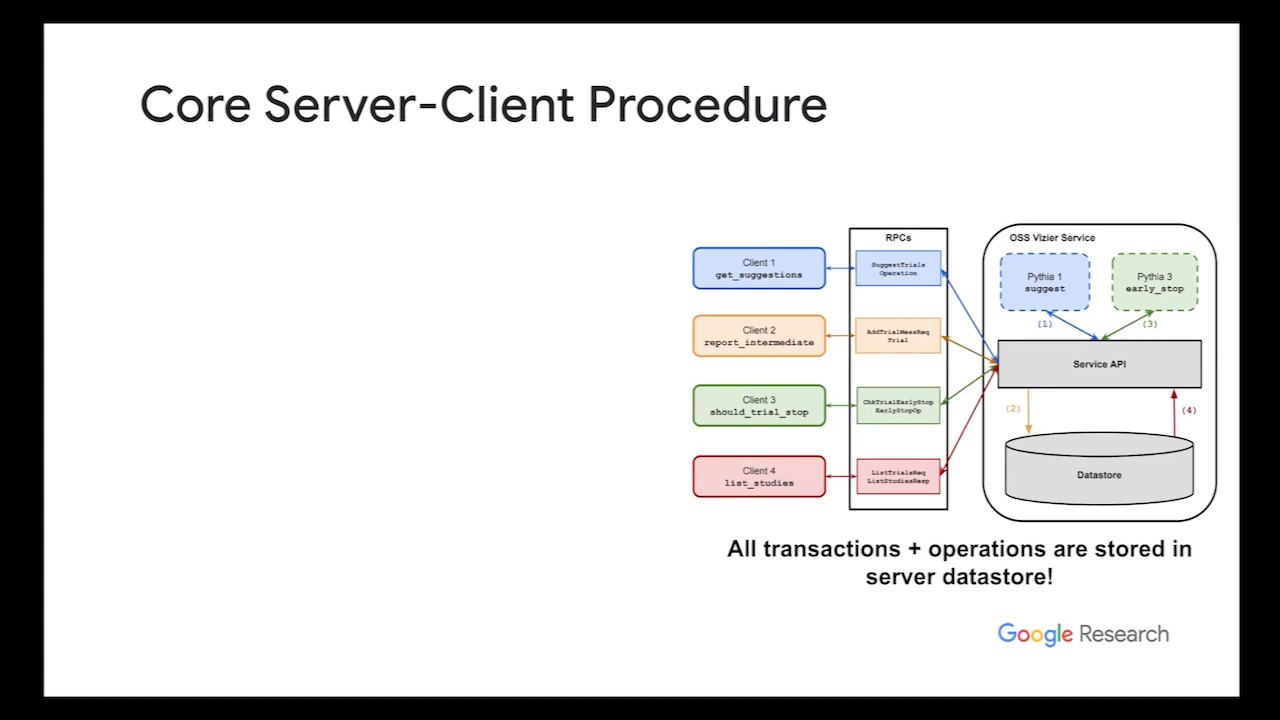 Core Server-Client Procedure
RPCs
OSS Vizier Service
Client 1
get_suggestions
SuggestTrials
Operation
Pythia 1
suggest
Pythia 3
early_stop
(1)
(3)
Client 2
report_intermediate
AddTrialMeasReq
Trial
Service API
Client 3
should_trial_stop
ChkTrialEarlyStop
EarlyStopOp
(2)
(4)
Client 4
list_studies
ListTrialsReq
ListStudiesResp
Datastore
All transactions + operations are stored in
server datastore!
Google Research